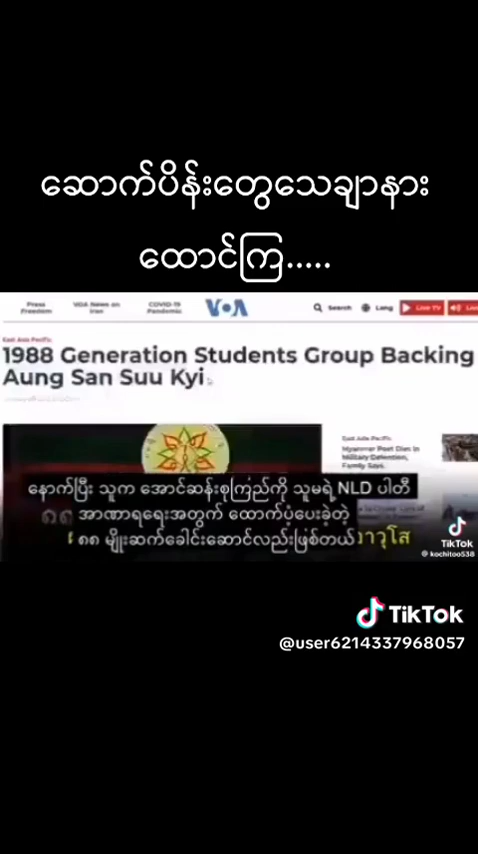 ဆောက်ပိန်းတွေသေချာနား
ထောင်ကြ.....
Press Freedom
VOA News on Iran
COVID-19 Pandemic
VOA
Search
Lang
Live TV
Live
East Asia Pacific
1988 Generation Students Group Backing
Aung San Suu Kyi
East Asia Pacific
Myanmar Poet Dies in
Military Detention,
Family Says
နောက်ပြီး သူက အောင်ဆန်းစုကြည်ကို သူမရဲ့ NLD ပါတီ
အာဏာရရေးအတွက် ထောက်ပံ့ပေးခဲ့တဲ့
၈၈ မျိုးဆက်ခေါင်းဆောင်လည်းဖြစ်တယ်
TikTok
@kochitoo538
TikTok
@user6214337968057